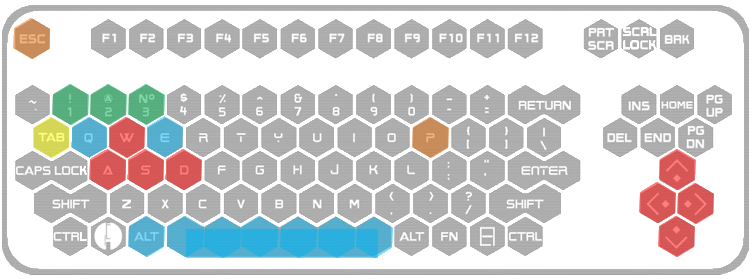 ESC F1 F2 F3 F4 F5 F6 F7 F8 F9 F10 F11 F12 PRT SCR SCRL LOCK BRK
~ ! 1 @ 2 № 3 $ 4 % 5 ^ 6 & 7 * 8 ( 9 ) 0 - - + = RETURN INS HOME PG UP
TAB Q W E R T Y U I O P { [ } ] | \ DEL END PG DN
CAPS LOCK A S D F G H J K L : ; " ' ENTER
SHIFT Z X C V B N M ( , ) . ? / SHIFT
CTRL ALT ALT FN CTRL